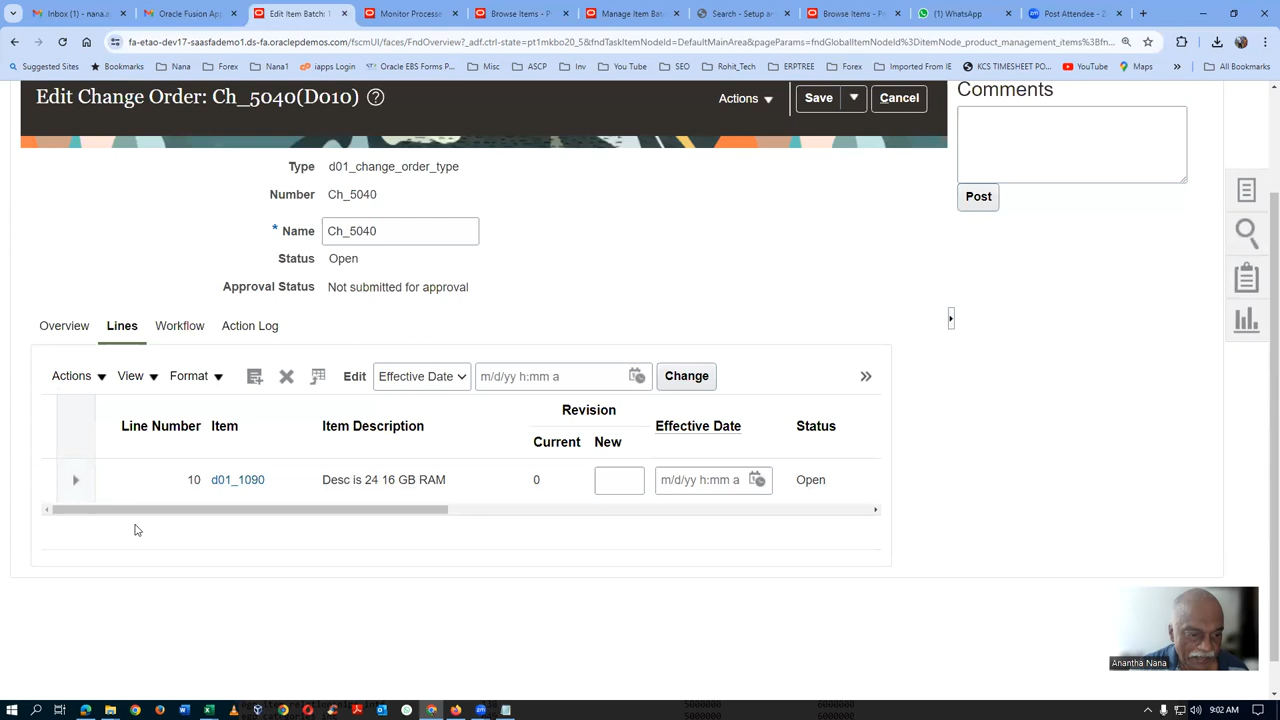 Inbox (1) - nana.an
Oracle Fusion App
Edit Item Batch: 1
Monitor Processe
Browse Items - P
Manage Item Bat
Search - Setup an
Browse Items - P
(1) WhatsApp
Post Attendee - Z
fa-etao-dev17-saasfademo1.ds-fa.oraclepdemos.com/fscmUI/faces/FndOverview?_adf.ctrl-state=pt1mkbo20_5&fndTaskItemNodeId=DefaultMainArea&pageParams=fndGlobalItemNodeId%3DitemNode_product_management_items%3Bfn...
Suggested Sites
Bookmarks
Nana
Forex
Nana1
iapps Login
Oracle EBS Forms P...
Misc
ASCP
Inv
You Tube
SEO
Rohit_Tech
Forex
Imported From IE
KCS TIMESHEET PO...
YouTube
Maps
All Bookmarks
Edit Change Order: Ch_5040(D010)
Actions
Save
Cancel
Comments
Post
Type d01_change_order_type
Number Ch_5040
* Name Ch_5040
Status Open
Approval Status Not submitted for approval
Overview Lines Workflow Action Log
Actions View Format Edit Effective Date m/d/yy h:mm a Change
Revision
Line Number Item Item Description Effective Date Status
Current New
10 d01_1090 Desc is 24 16 GB RAM 0 m/d/yy h:mm a Open
Anantha Nana
9:02 AM